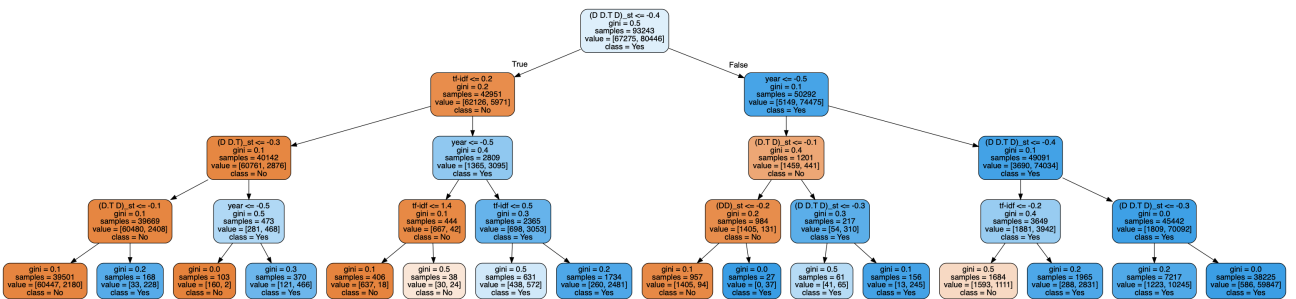 (D D.T D)_st <= -0.4
gini = 0.5
samples = 93243
value = [67275, 80446]
class = Yes
True
False
tf-idf <= 0.2
gini = 0.2
samples = 42951
value = [62126, 5971]
class = No
year <= -0.5
gini = 0.1
samples = 50292
value = [5149, 74475]
class = Yes
(D D.T)_st <= -0.3
gini = 0.1
samples = 40142
value = [60761, 2876]
class = No
year <= -0.5
gini = 0.4
samples = 2809
value = [1365, 3095]
class = Yes
(D.T D)_st <= -0.1
gini = 0.4
samples = 1201
value = [1459, 441]
class = No
(D D.T D)_st <= -0.4
gini = 0.1
samples = 49091
value = [3690, 74034]
class = Yes
(D.T D)_st <= -0.1
gini = 0.1
samples = 39669
value = [60480, 2408]
class = No
year <= -0.5
gini = 0.5
samples = 473
value = [281, 468]
class = Yes
tf-idf <= 1.4
gini = 0.1
samples = 444
value = [667, 42]
class = No
tf-idf <= 0.5
gini = 0.3
samples = 2365
value = [698, 3053]
class = Yes
(DD)_st <= -0.2
gini = 0.2
samples = 984
value = [1405, 131]
class = No
(D D.T D)_st <= -0.3
gini = 0.3
samples = 217
value = [54, 310]
class = Yes
tf-idf <= -0.2
gini = 0.4
samples = 3649
value = [1881, 3942]
class = Yes
(D D.T D)_st <= -0.3
gini = 0.0
samples = 45442
value = [1809, 70092]
class = Yes
gini = 0.1
samples = 39501
value = [60447, 2180]
class = No
gini = 0.2
samples = 168
value = [33, 228]
class = Yes
gini = 0.0
samples = 103
value = [160, 2]
class = No
gini = 0.3
samples = 370
value = [121, 466]
class = Yes
gini = 0.1
samples = 406
value = [637, 18]
class = No
gini = 0.5
samples = 38
value = [30, 24]
class = No
gini = 0.5
samples = 631
value = [438, 572]
class = Yes
gini = 0.2
samples = 1734
value = [260, 2481]
class = Yes
gini = 0.1
samples = 957
value = [1405, 94]
class = No
gini = 0.0
samples = 27
value = [0, 37]
class = Yes
gini = 0.5
samples = 61
value = [41, 65]
class = Yes
gini = 0.1
samples = 156
value = [13, 245]
class = Yes
gini = 0.5
samples = 1684
value = [1593, 1111]
class = No
gini = 0.2
samples = 1965
value = [288, 2831]
class = Yes
gini = 0.2
samples = 7217
value = [1223, 10245]
class = Yes
gini = 0.0
samples = 38225
value = [586, 59847]
class = Yes